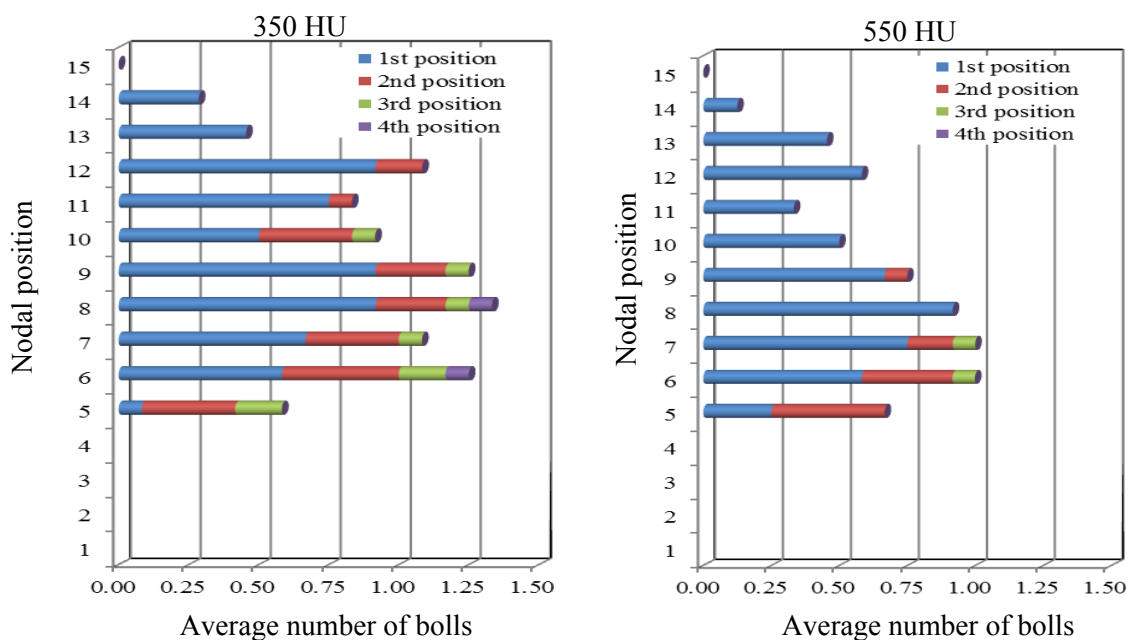 350 HU
1st position
2nd position
3rd position
4th position
15
14
13
12
11
10
9
8
7
6
5
4
3
2
1
Nodal position
0.00 0.25 0.50 0.75 1.00 1.25 1.50
Average number of bolls
550 HU
1st position
2nd position
3rd position
4th position
15
14
13
12
11
10
9
8
7
6
5
4
3
2
1
Nodal position
0.00 0.25 0.50 0.75 1.00 1.25 1.50
Average number of bolls